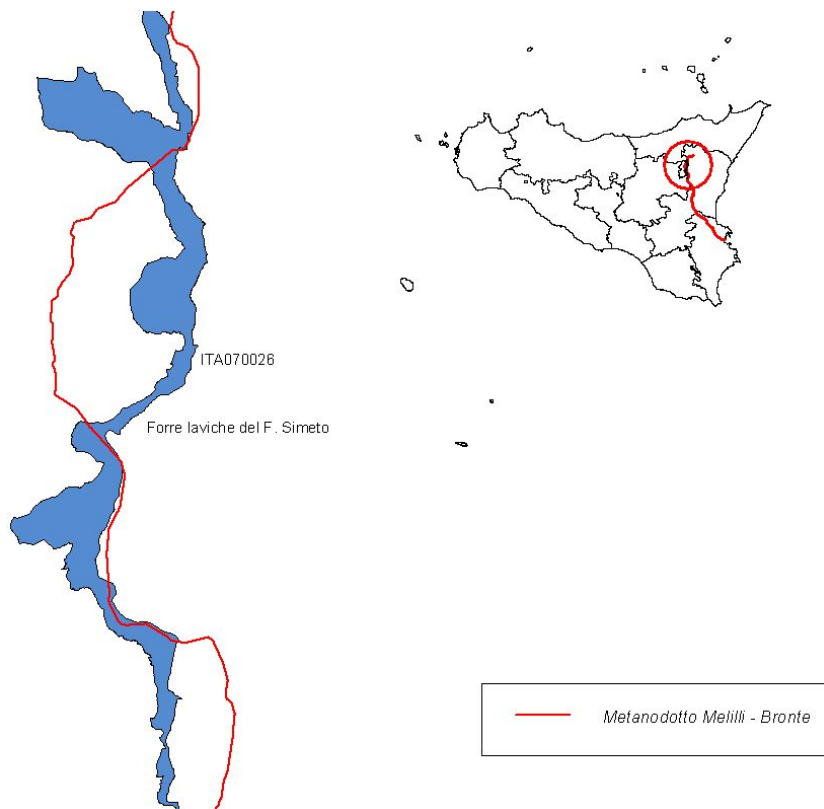 ITA070026
Forre laviche del F. Simeto
Metanodotto Melilli - Bronte